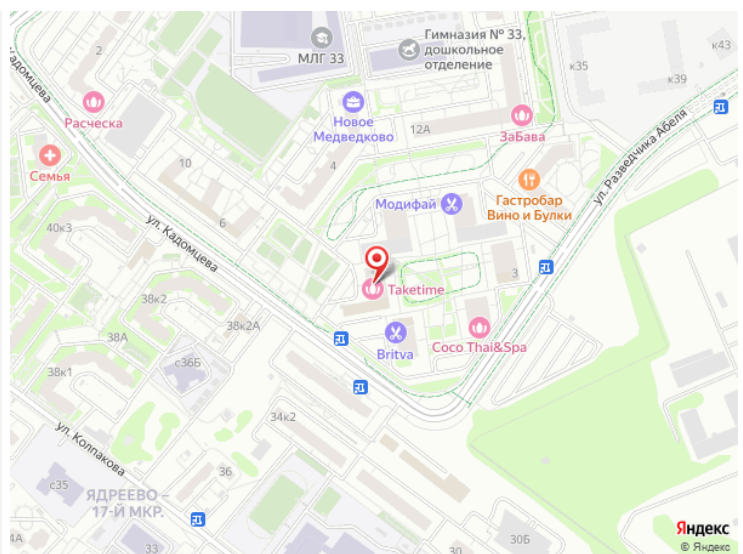 к43
Гимназия № 33,
дошкольное
отделение
МЛГ 33
к35
к39
2
ул. Кадомцева
Расческа
Новое
Медведково
12А
ЗаБава
ул. Разведчика Абеля
10
4
Семья
Гастробар
Вино и Булки
Модифай
40к3
6
ул. Кадомцева
3
Taketime
38к2
38к2А
38А
Britva
Coco Thai&Spa
с36Б
38к1
34к2
ул. Колпакова
36
с35
ЯДРЕЕВО –
17-Й МКР.
4А
33
30
30Б
Яндекс
© Яндекс